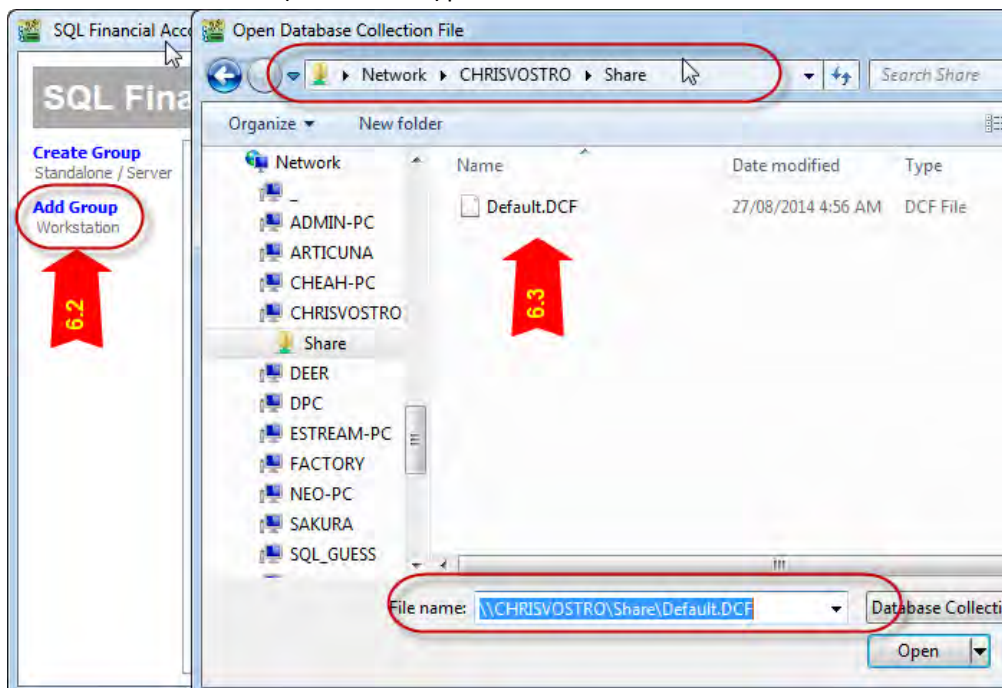 SQL Financial Acc
Open Database Collection File
Network ▸ CHRISVOSTRO ▸ Share
Search Share
SQL Fina
Organize
New folder
Create Group
Standalone / Server
Add Group
Workstation
6.2
Network
_
ADMIN-PC
ARTICUNA
CHEAH-PC
CHRISVOSTRO
Share
DEER
DPC
ESTREAM-PC
FACTORY
NEO-PC
SAKURA
SQL_GUESS
Name
Date modified
Type
Default.DCF
27/08/2014 4:56 AM
DCF File
6.3
File name:
\\CHRISVOSTRO\Share\Default.DCF
Database Collecti
Open